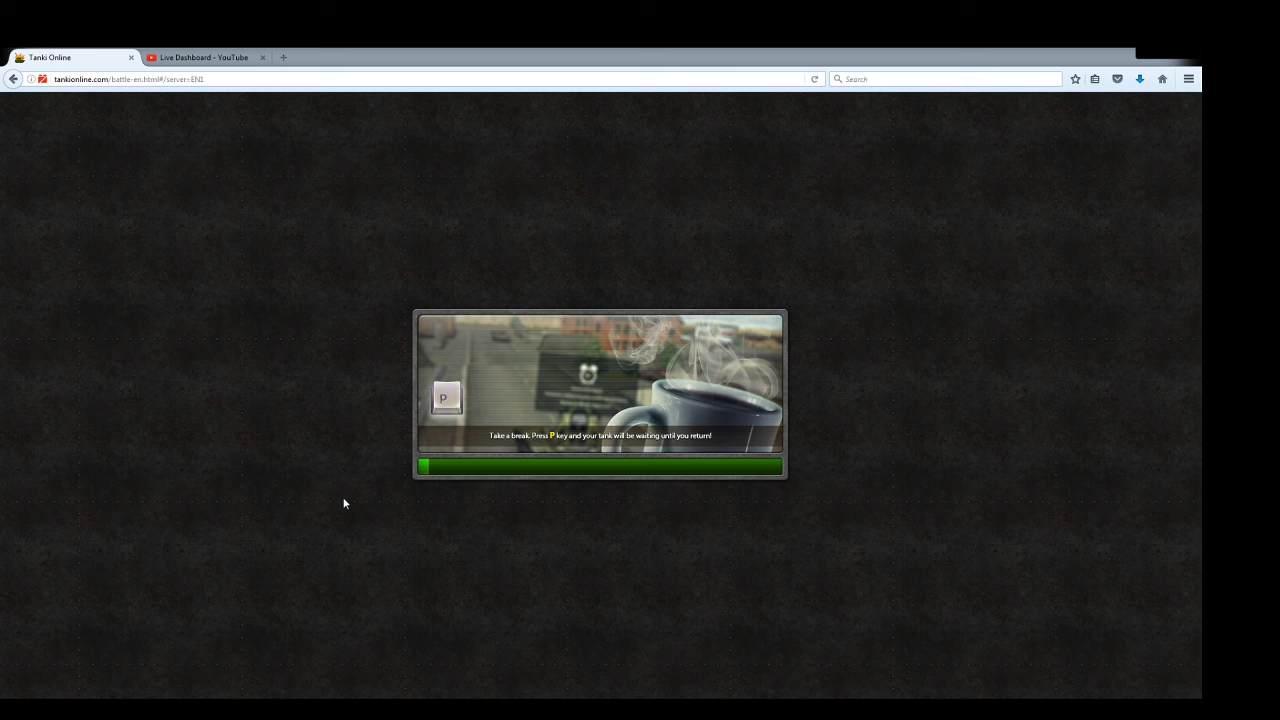 Tanki Online
Live Dashboard - YouTube
tankionline.com/battle-en.html#/server=EN1
Search
P
Take a break. Press P key and your tank will be waiting until you return!